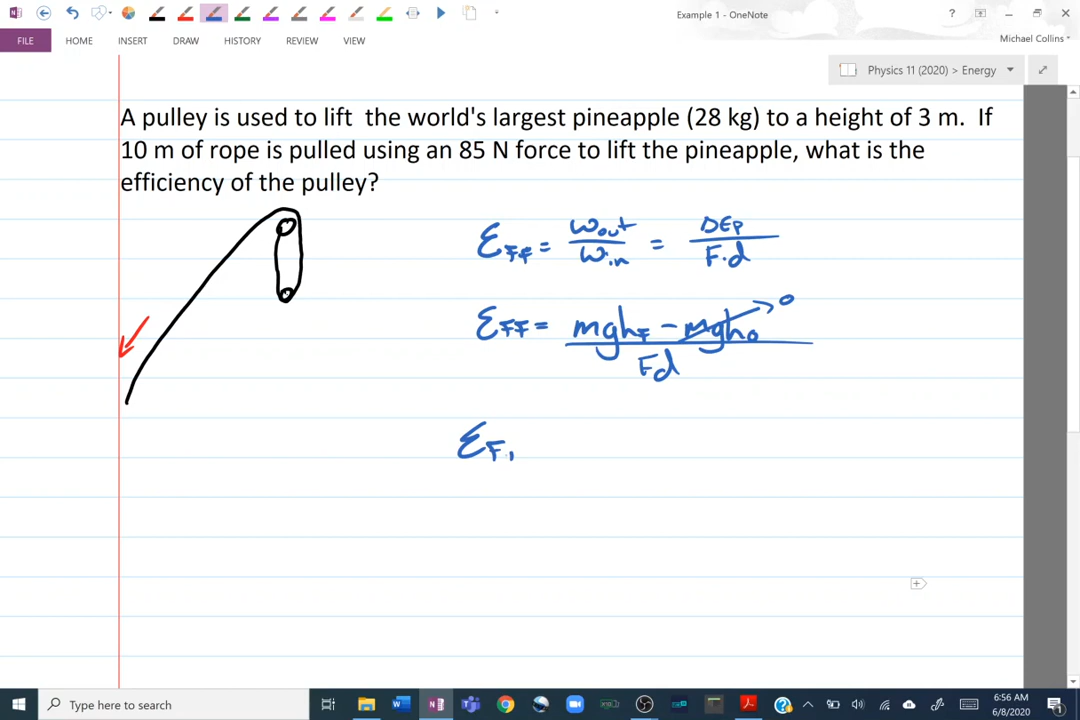 Example 1 - OneNote
?
Michael Collins
FILE HOME INSERT DRAW HISTORY REVIEW VIEW
Physics 11 (2020) > Energy
A pulley is used to lift the world's largest pineapple (28 kg) to a height of 3 m. If
10 m of rope is pulled using an 85 N force to lift the pineapple, what is the
efficiency of the pulley?
EFF = Wout / Win = DEP / F·d
EFF = mghF - mgho → 0 / Fd
EF
Type here to search
6:56 AM
6/8/2020